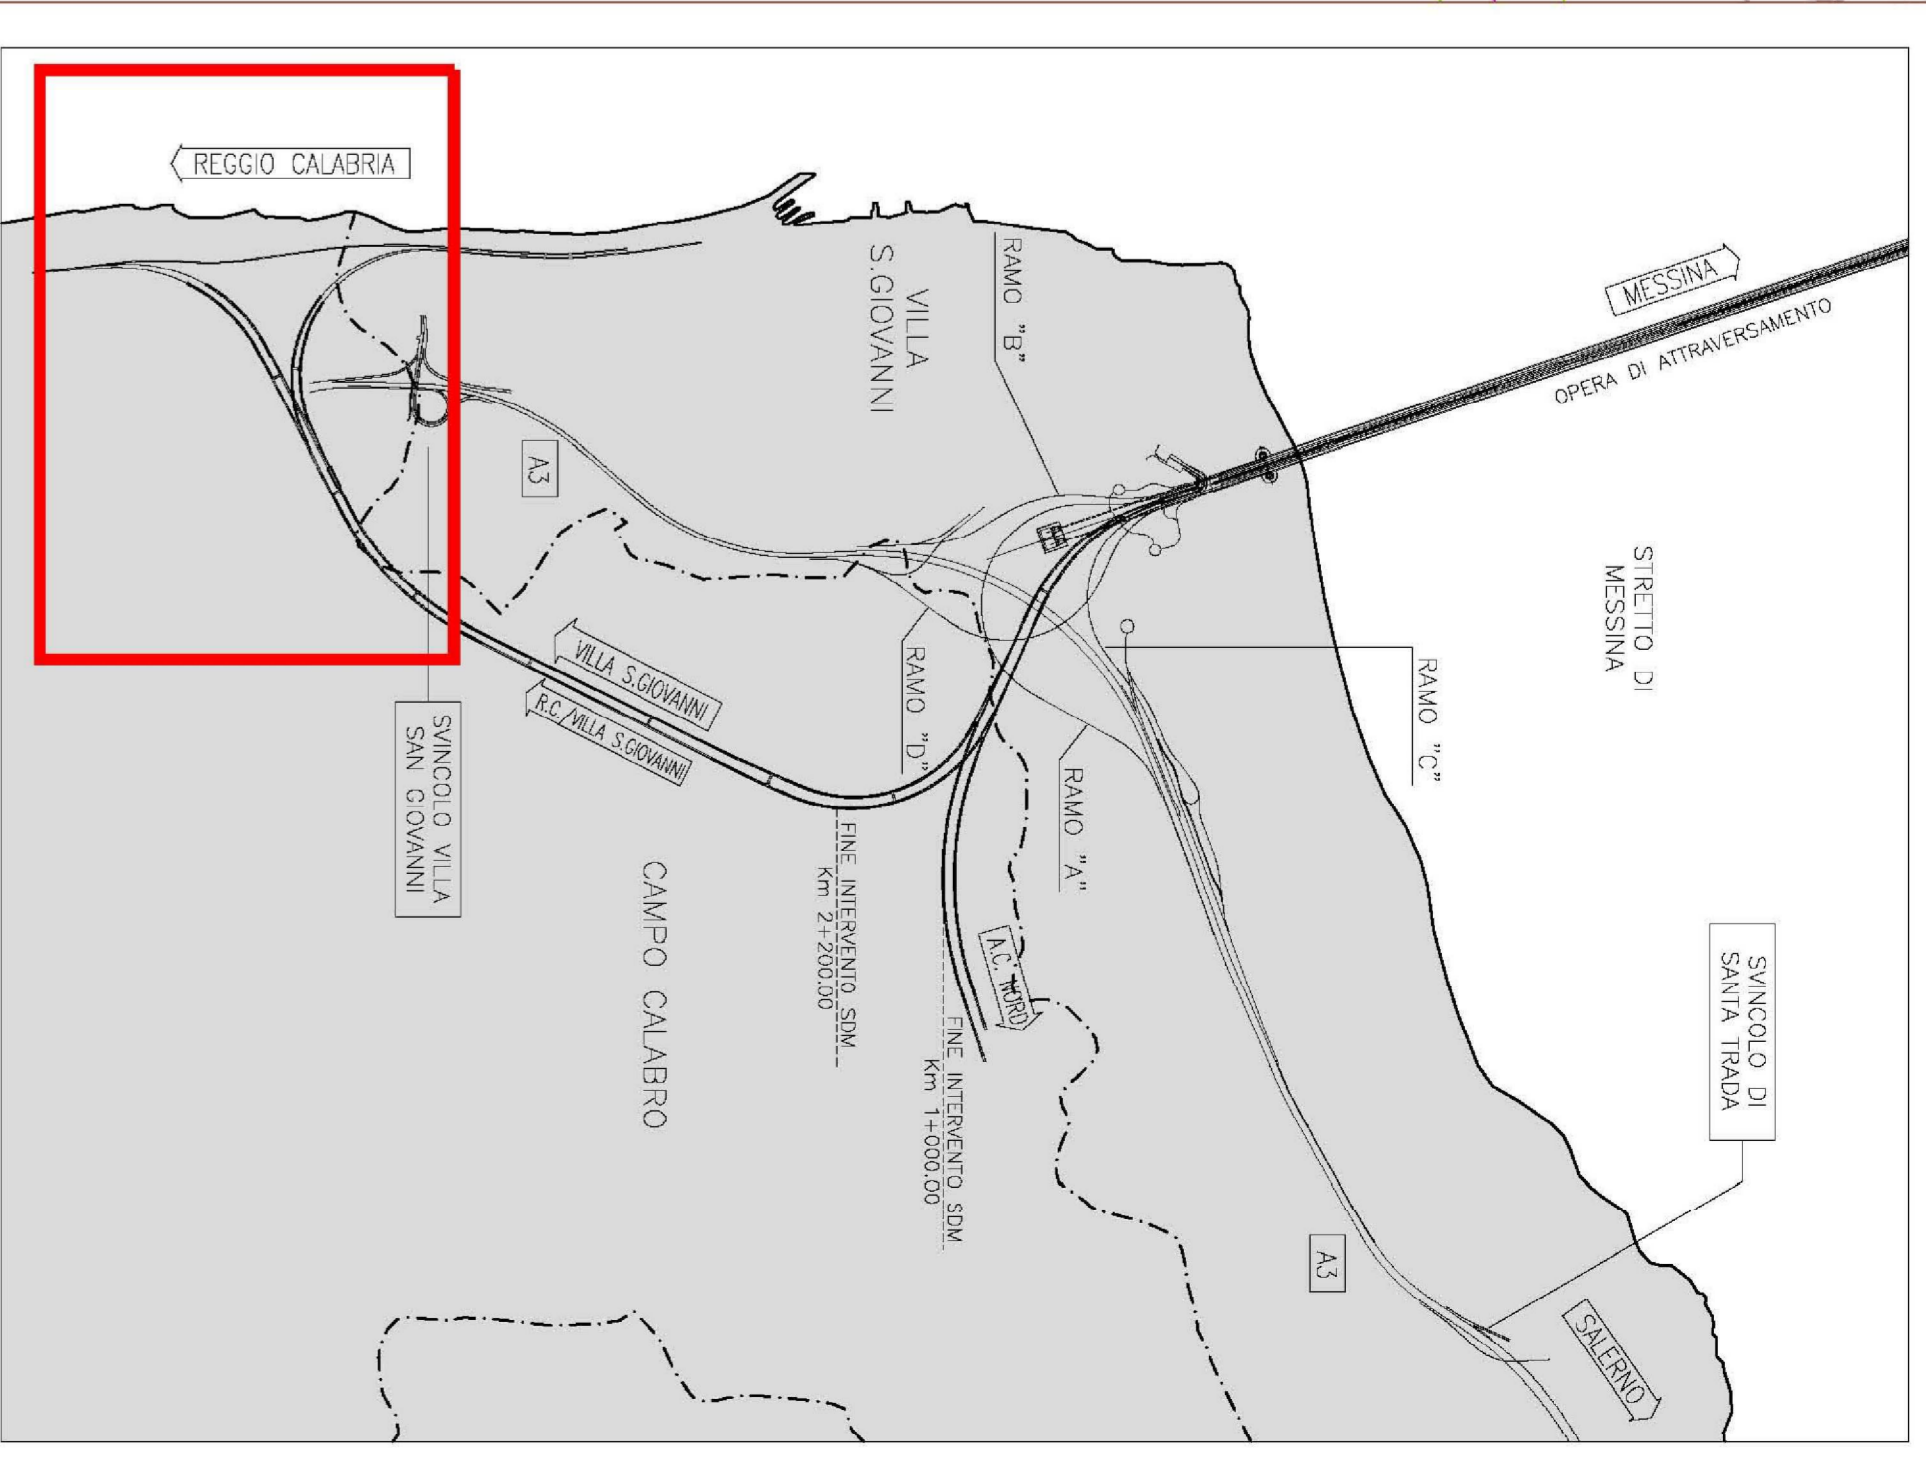 REGGIO CALABRIA
MESSINA
OPERA DI ATTRAVERSAMENTO
VILLA
S.GIOVANNI
RAMO "B"
A3
STRETTO DI
MESSINA
RAMO "C"
RAMO "D"
RAMO "A"
VILLA S.GIOVANNI
R.C./VILLA S.GIOVANNI
SVINCOLO VILLA
SAN GIOVANNI
FINE INTERVENTO SDM
Km 2+200.00
CAMPO CALABRO
A.C. NORD
FINE INTERVENTO SDM
Km 1+000.00
SVINCOLO DI
SANTA TRADA
A3
SALERNO